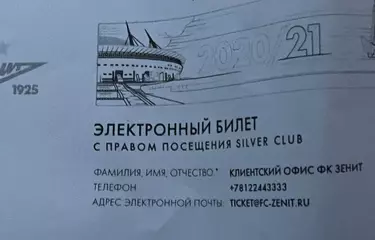 2020/21
1925
ЭЛЕКТРОННЫЙ БИЛЕТ
С ПРАВОМ ПОСЕЩЕНИЯ SILVER CLUB
ФАМИЛИЯ, ИМЯ, ОТЧЕСТВО * КЛИЕНТСКИЙ ОФИС ФК ЗЕНИТ
ТЕЛЕФОН +78122443333
АДРЕС ЭЛЕКТРОННОЙ ПОЧТЫ: TICKET@FC-ZENIT.RU